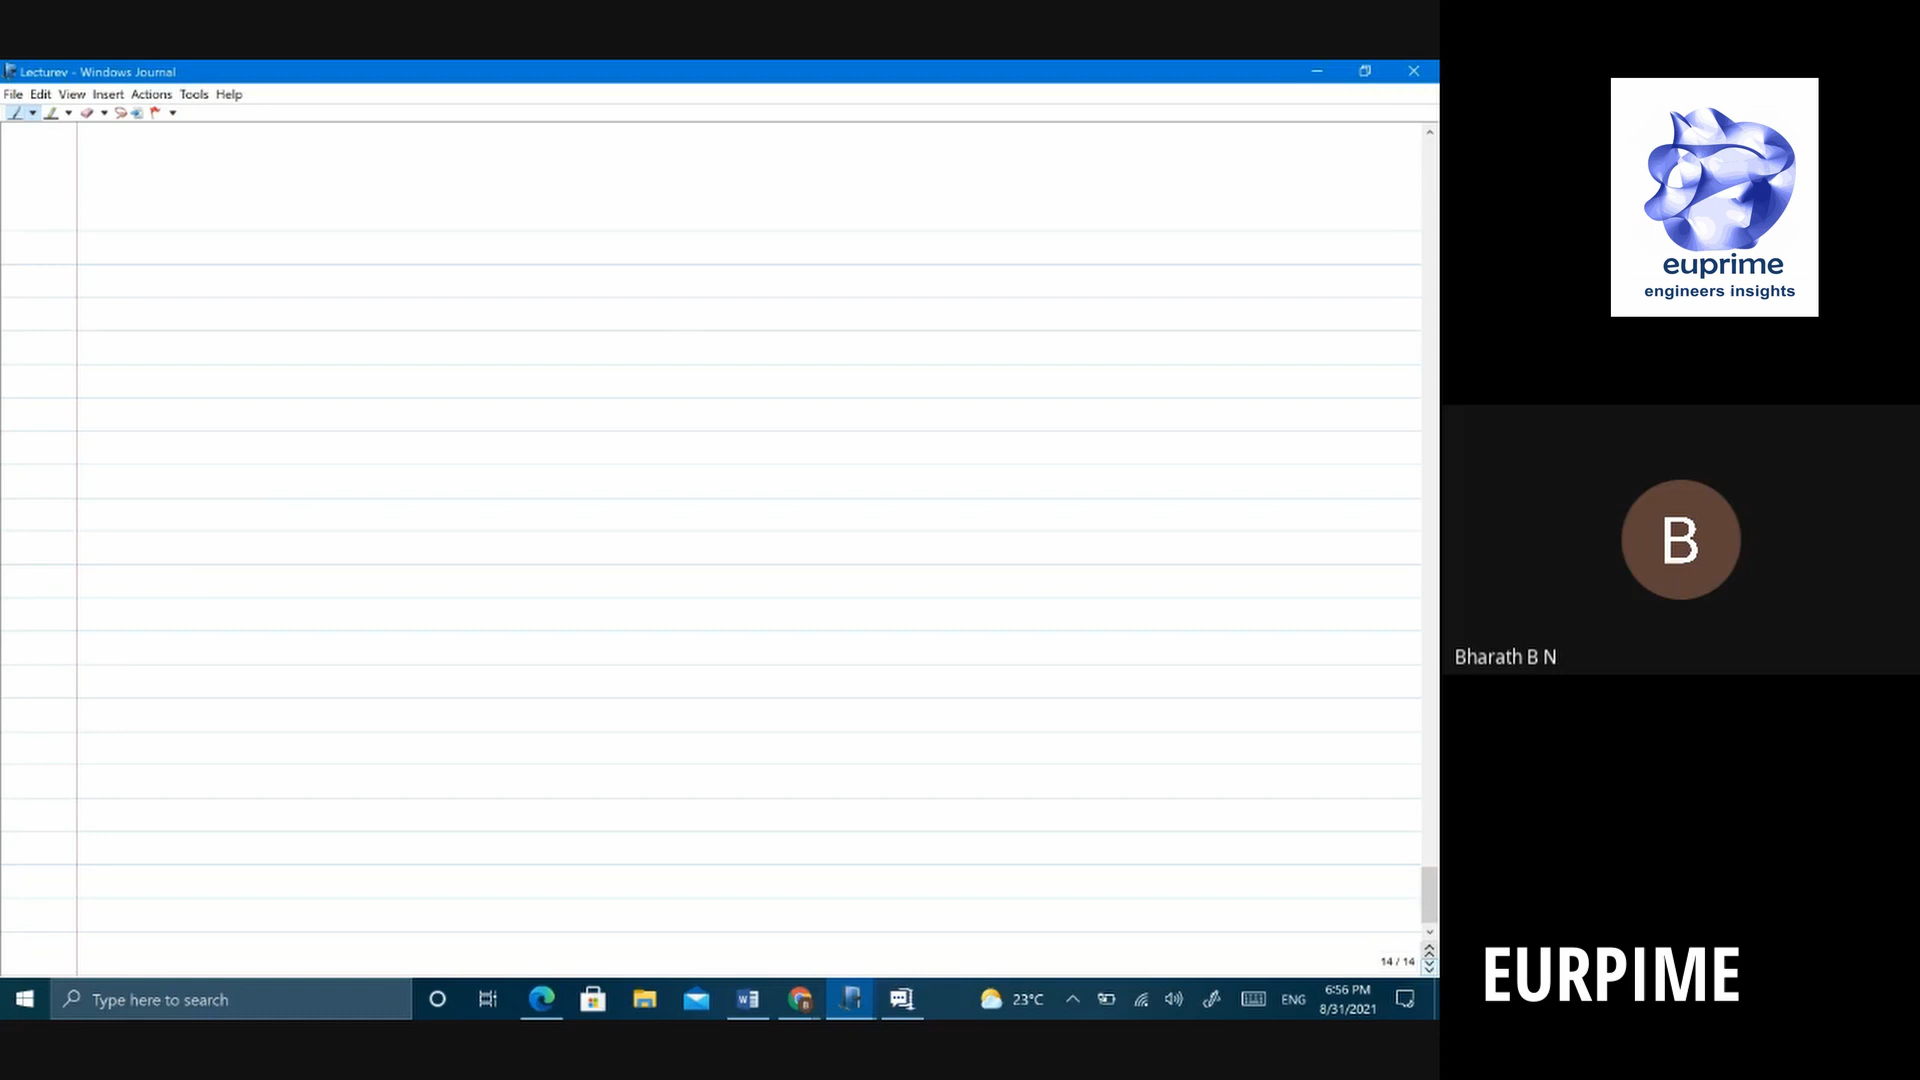 Lecturev - Windows Journal
File Edit View Insert Actions Tools Help
14 / 14
Type here to search
23°C
ENG
6:56 PM
8/31/2021
euprime
engineers insights
B
Bharath B N
EURPIME